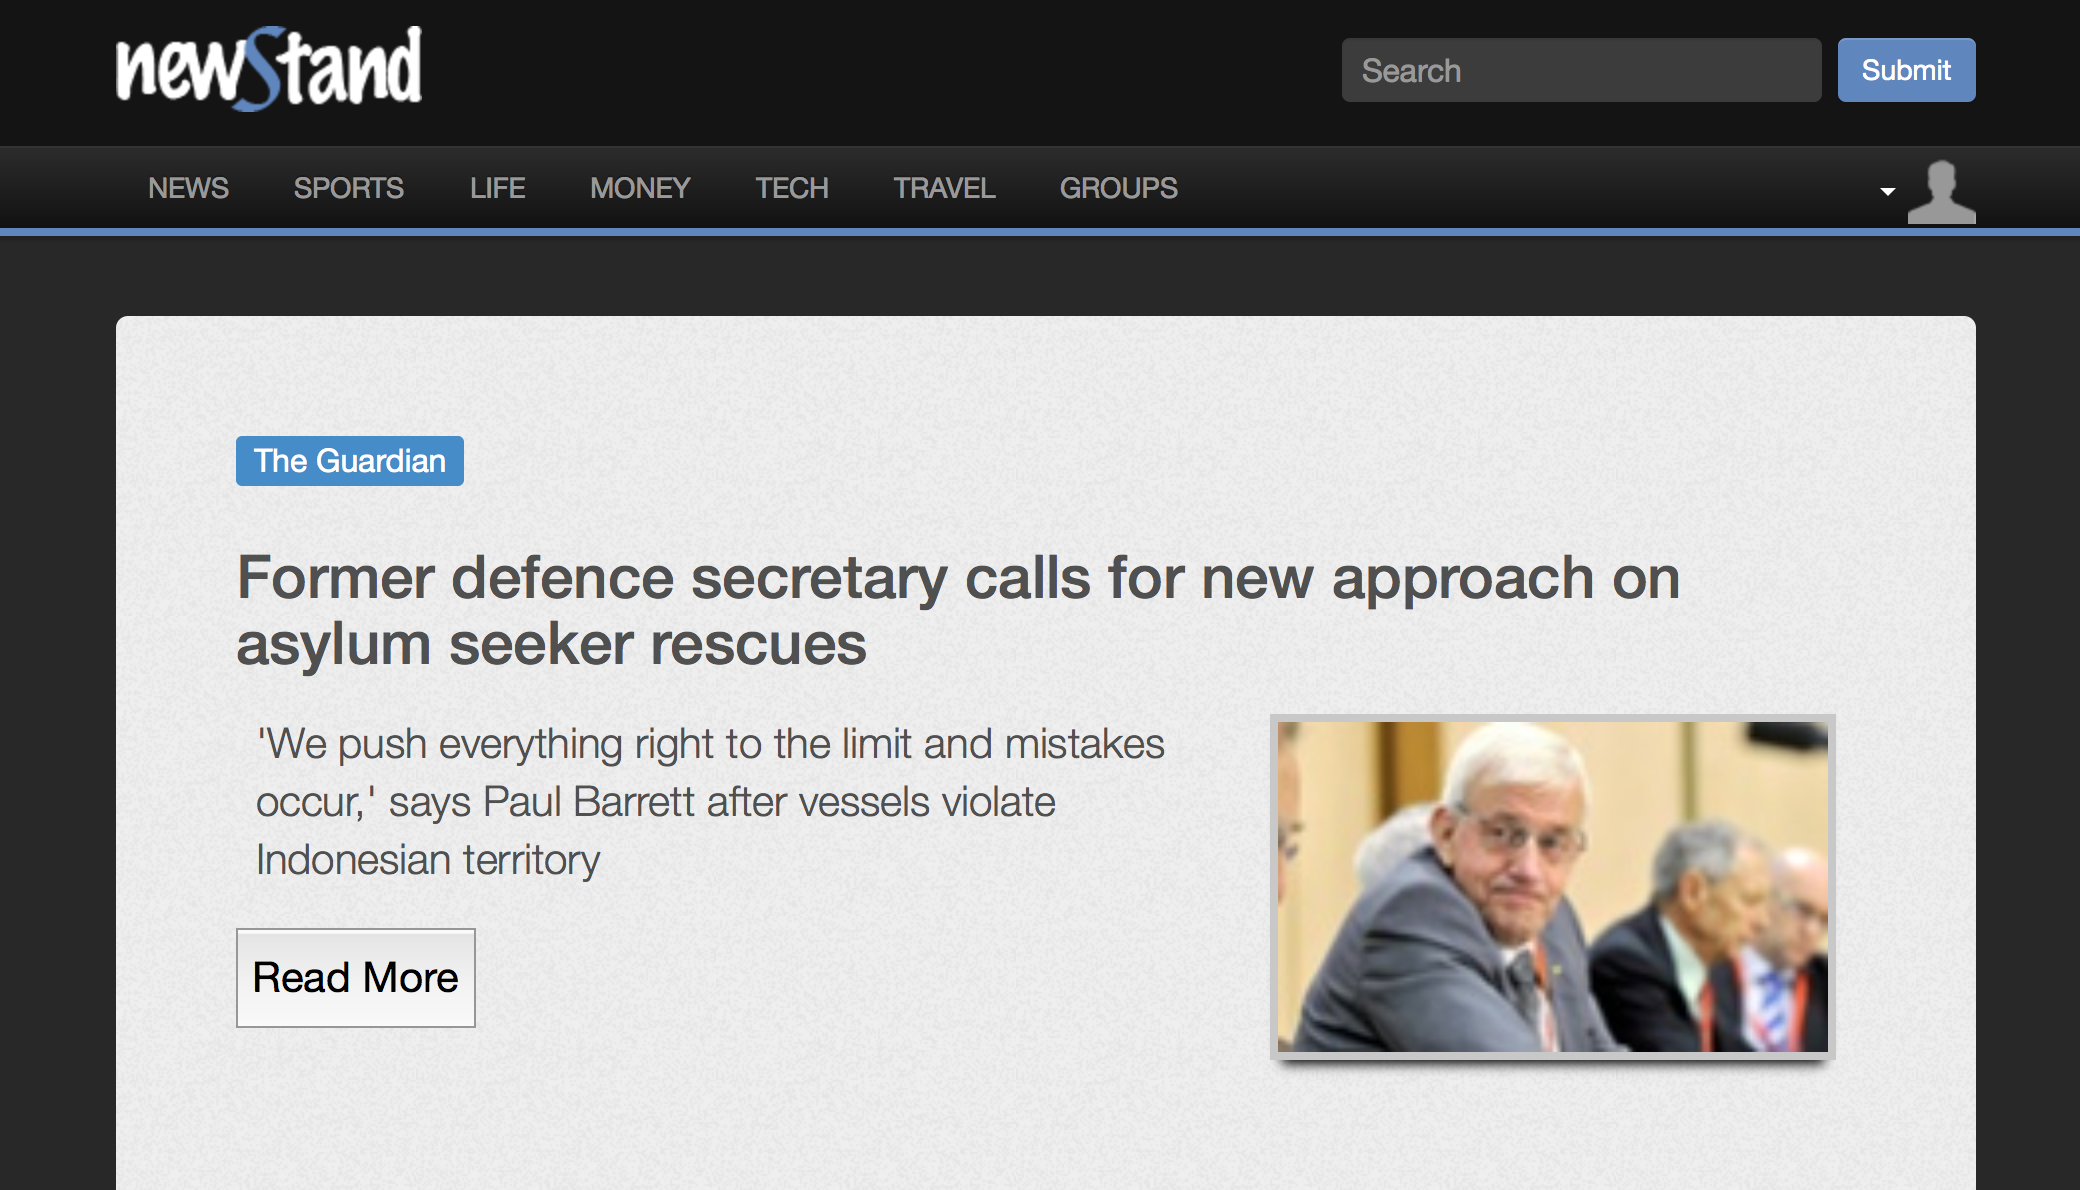 newStand
Search
Submit
NEWS SPORTS LIFE MONEY TECH TRAVEL GROUPS
The Guardian
Former defence secretary calls for new approach on
asylum seeker rescues
'We push everything right to the limit and mistakes
occur,' says Paul Barrett after vessels violate
Indonesian territory
Read More